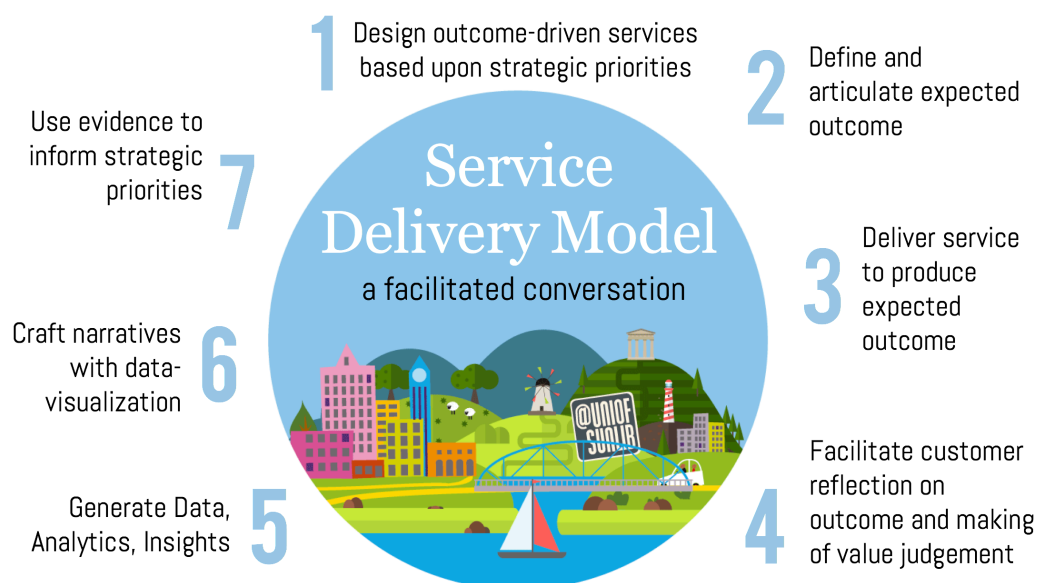 1
Design outcome-driven services
based upon strategic priorities
2
Define and
articulate expected
outcome
3
Deliver service
to produce
expected
outcome
4
Facilitate customer
reflection on
outcome and making
of value judgement
5
Generate Data,
Analytics, Insights
6
Craft narratives
with data-
visualization
7
Use evidence to
inform strategic
priorities
Service
Delivery Model
a facilitated conversation
@UNIOF
SUNLIB